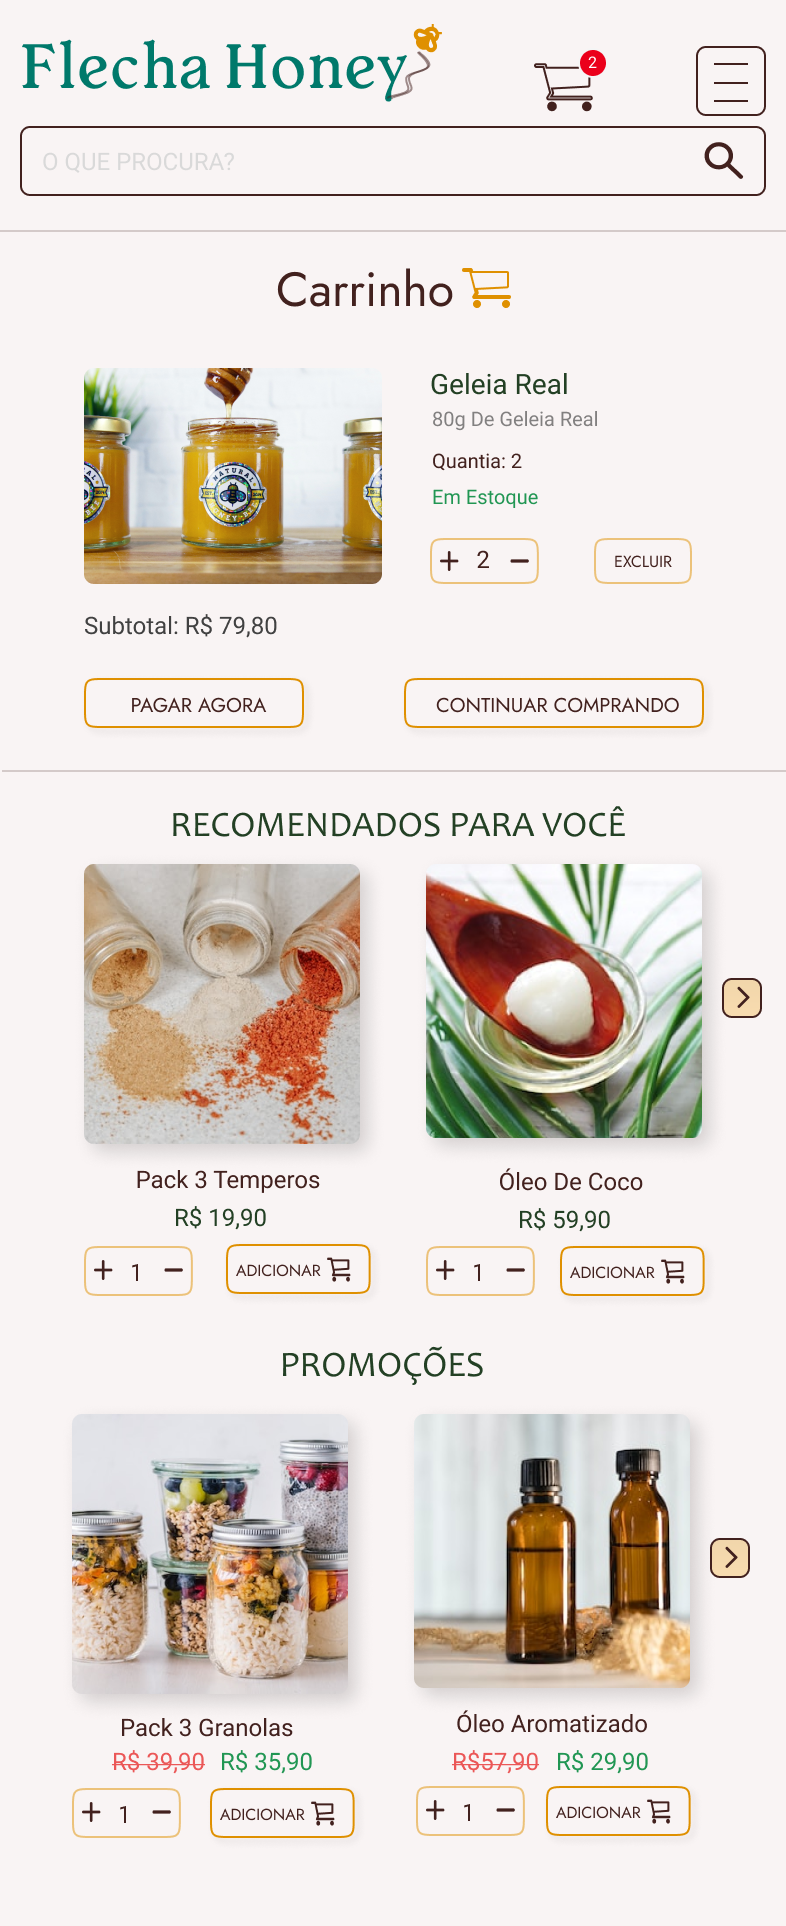 Flecha Honey
2
O QUE PROCURA?
Carrinho
NATURAL
Geleia Real
80g De Geleia Real
Quantia: 2
Em Estoque
+ 2 −
EXCLUIR
Subtotal: R$ 79,80
PAGAR AGORA
CONTINUAR COMPRANDO
RECOMENDADOS PARA VOCÊ
Pack 3 Temperos
R$ 19,90
+ 1 −
ADICIONAR
Óleo De Coco
R$ 59,90
+ 1 −
ADICIONAR
PROMOÇÕES
Pack 3 Granolas
R$ 39,90 R$ 35,90
+ 1 −
ADICIONAR
Óleo Aromatizado
R$57,90 R$ 29,90
+ 1 −
ADICIONAR